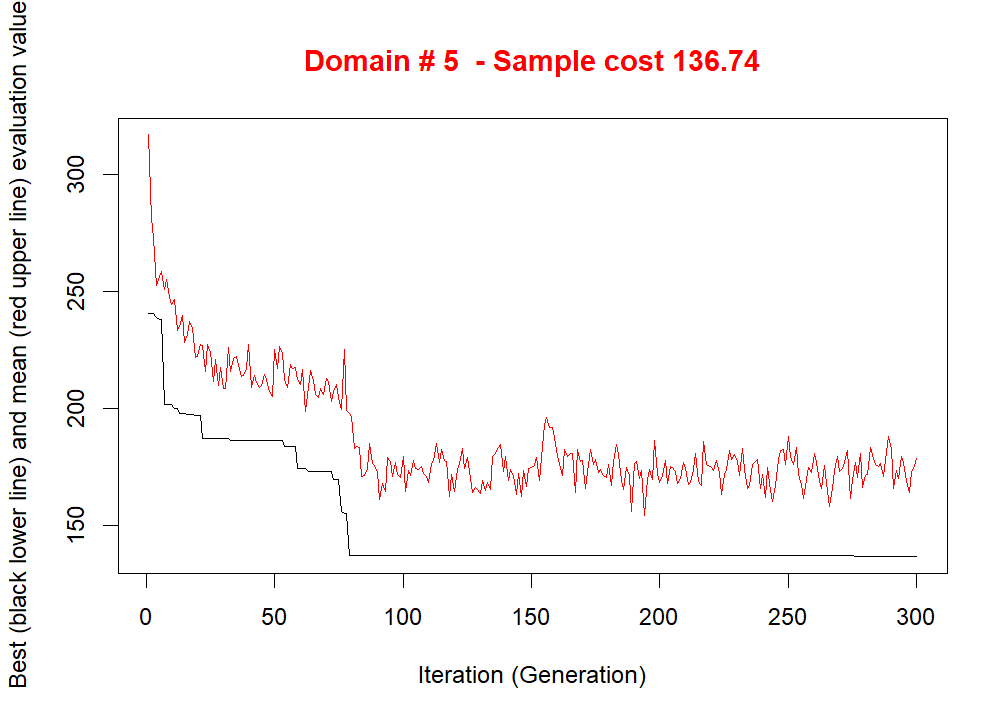 Domain # 5  - Sample cost 136.74
Best (black lower line) and mean (red upper line) evaluation value
300
250
200
150
0 50 100 150 200 250 300
Iteration (Generation)